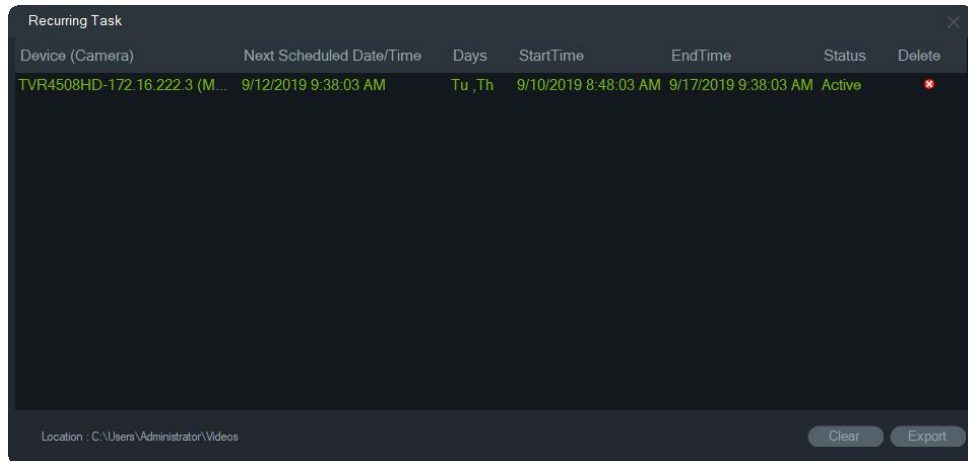 Recurring Task
Device (Camera) Next Scheduled Date/Time Days StartTime EndTime Status Delete
TVR4508HD-172.16.222.3 (M... 9/12/2019 9:38:03 AM Tu ,Th 9/10/2019 8:48:03 AM 9/17/2019 9:38:03 AM Active
Location : C:\Users\Administrator\Videos Clear Export